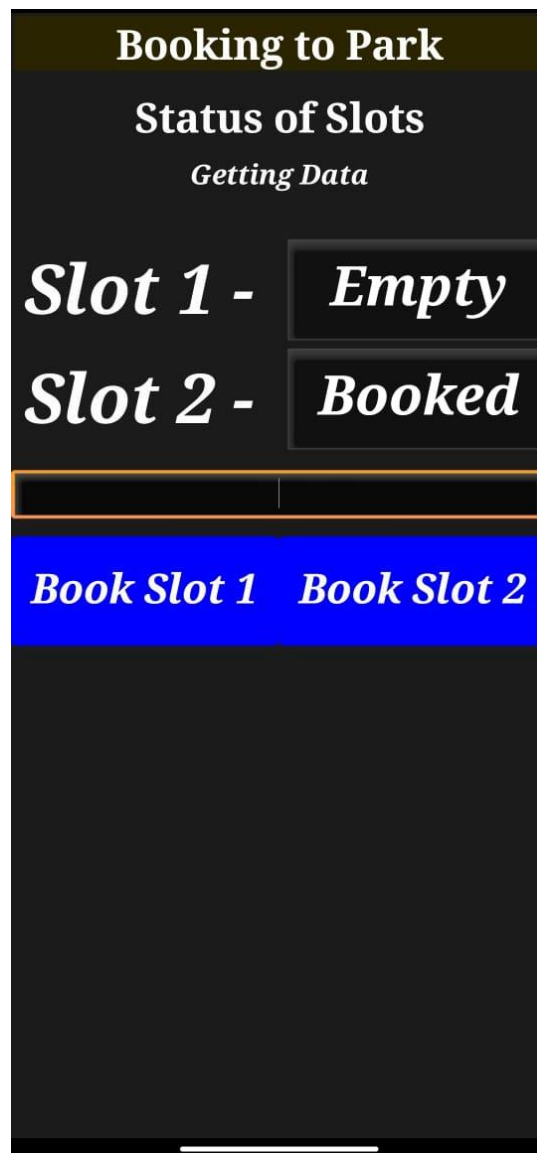 Booking to Park
Status of Slots
Getting Data
Slot 1 - Empty
Slot 2 - Booked
Book Slot 1 Book Slot 2